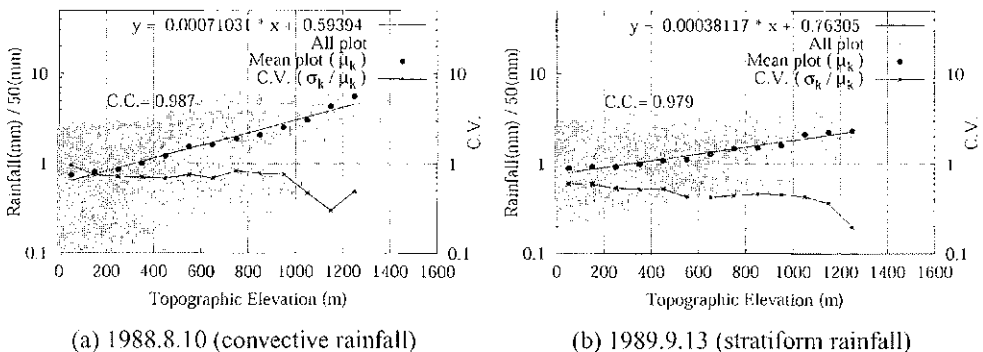 y = 0.00071031 * x + 0.59394
All plot
Mean plot ( μk )
C.V. ( σk / μk )
C.C.= 0.987
10
1
0.1
10
1
0.1
Rainfall(mm) / 50(mm)
C.V.
0 200 400 600 800 1000 1200 1400 1600
Topographic Elevation (m)
(a) 1988.8.10 (convective rainfall)
y = 0.00038117 * x + 0.76305
All plot
Mean plot ( μk )
C.V. ( σk / μk )
C.C. = 0.979
10
1
0.1
10
1
0.1
Rainfall(mm) / 50(mm)
C.V.
0 200 400 600 800 1000 1200 1400 1600
Topographic Elevation (m)
(b) 1989.9.13 (stratiform rainfall)